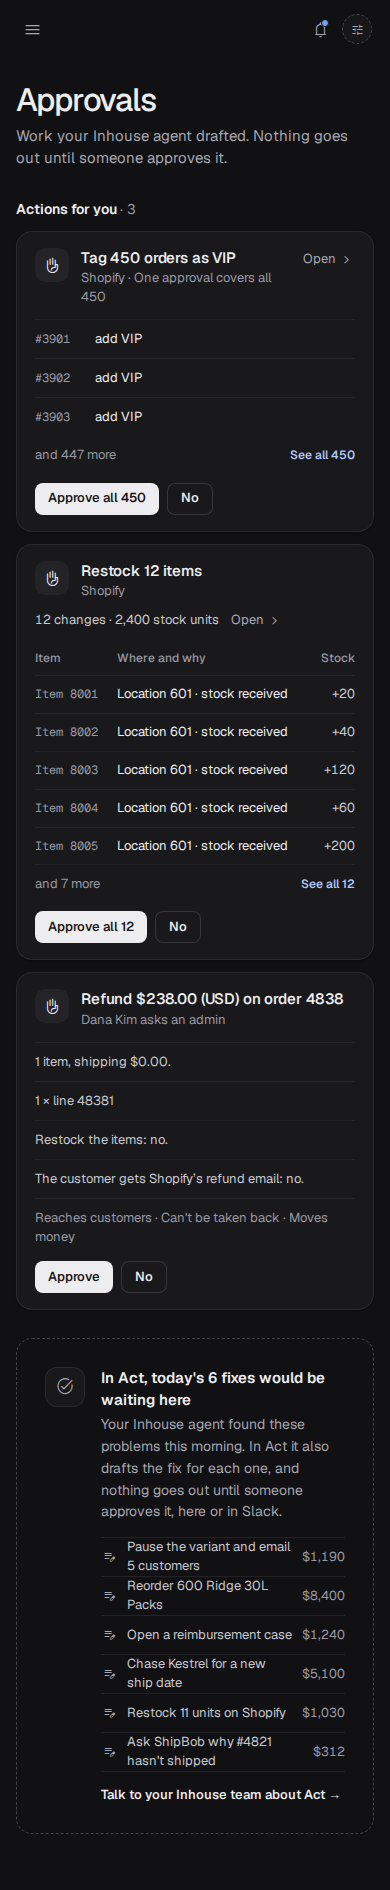 Approvals
Work your Inhouse agent drafted. Nothing goes
out until someone approves it.
Actions for you · 3
Tag 450 orders as VIP
Open >
Shopify · One approval covers all
450
#3901 add VIP
#3902 add VIP
#3903 add VIP
and 447 more See all 450
Approve all 450 No
Restock 12 items
Shopify
12 changes · 2,400 stock units Open >
Item Where and why Stock
Item 8001 Location 601 · stock received +20
Item 8002 Location 601 · stock received +40
Item 8003 Location 601 · stock received +120
Item 8004 Location 601 · stock received +60
Item 8005 Location 601 · stock received +200
and 7 more See all 12
Approve all 12 No
Refund $238.00 (USD) on order 4838
Dana Kim asks an admin
1 item, shipping $0.00.
1 × line 48381
Restock the items: no.
The customer gets Shopify's refund email: no.
Reaches customers · Can't be taken back · Moves
money
Approve No
In Act, today's 6 fixes would be
waiting here
Your Inhouse agent found these
problems this morning. In Act it also
drafts the fix for each one, and
nothing goes out until someone
approves it, here or in Slack.
Pause the variant and email
5 customers
$1,190
Reorder 600 Ridge 30L
Packs
$8,400
Open a reimbursement case $1,240
Chase Kestrel for a new
ship date
$5,100
Restock 11 units on Shopify $1,030
Ask ShipBob why #4821
hasn't shipped
$312
Talk to your Inhouse team about Act →